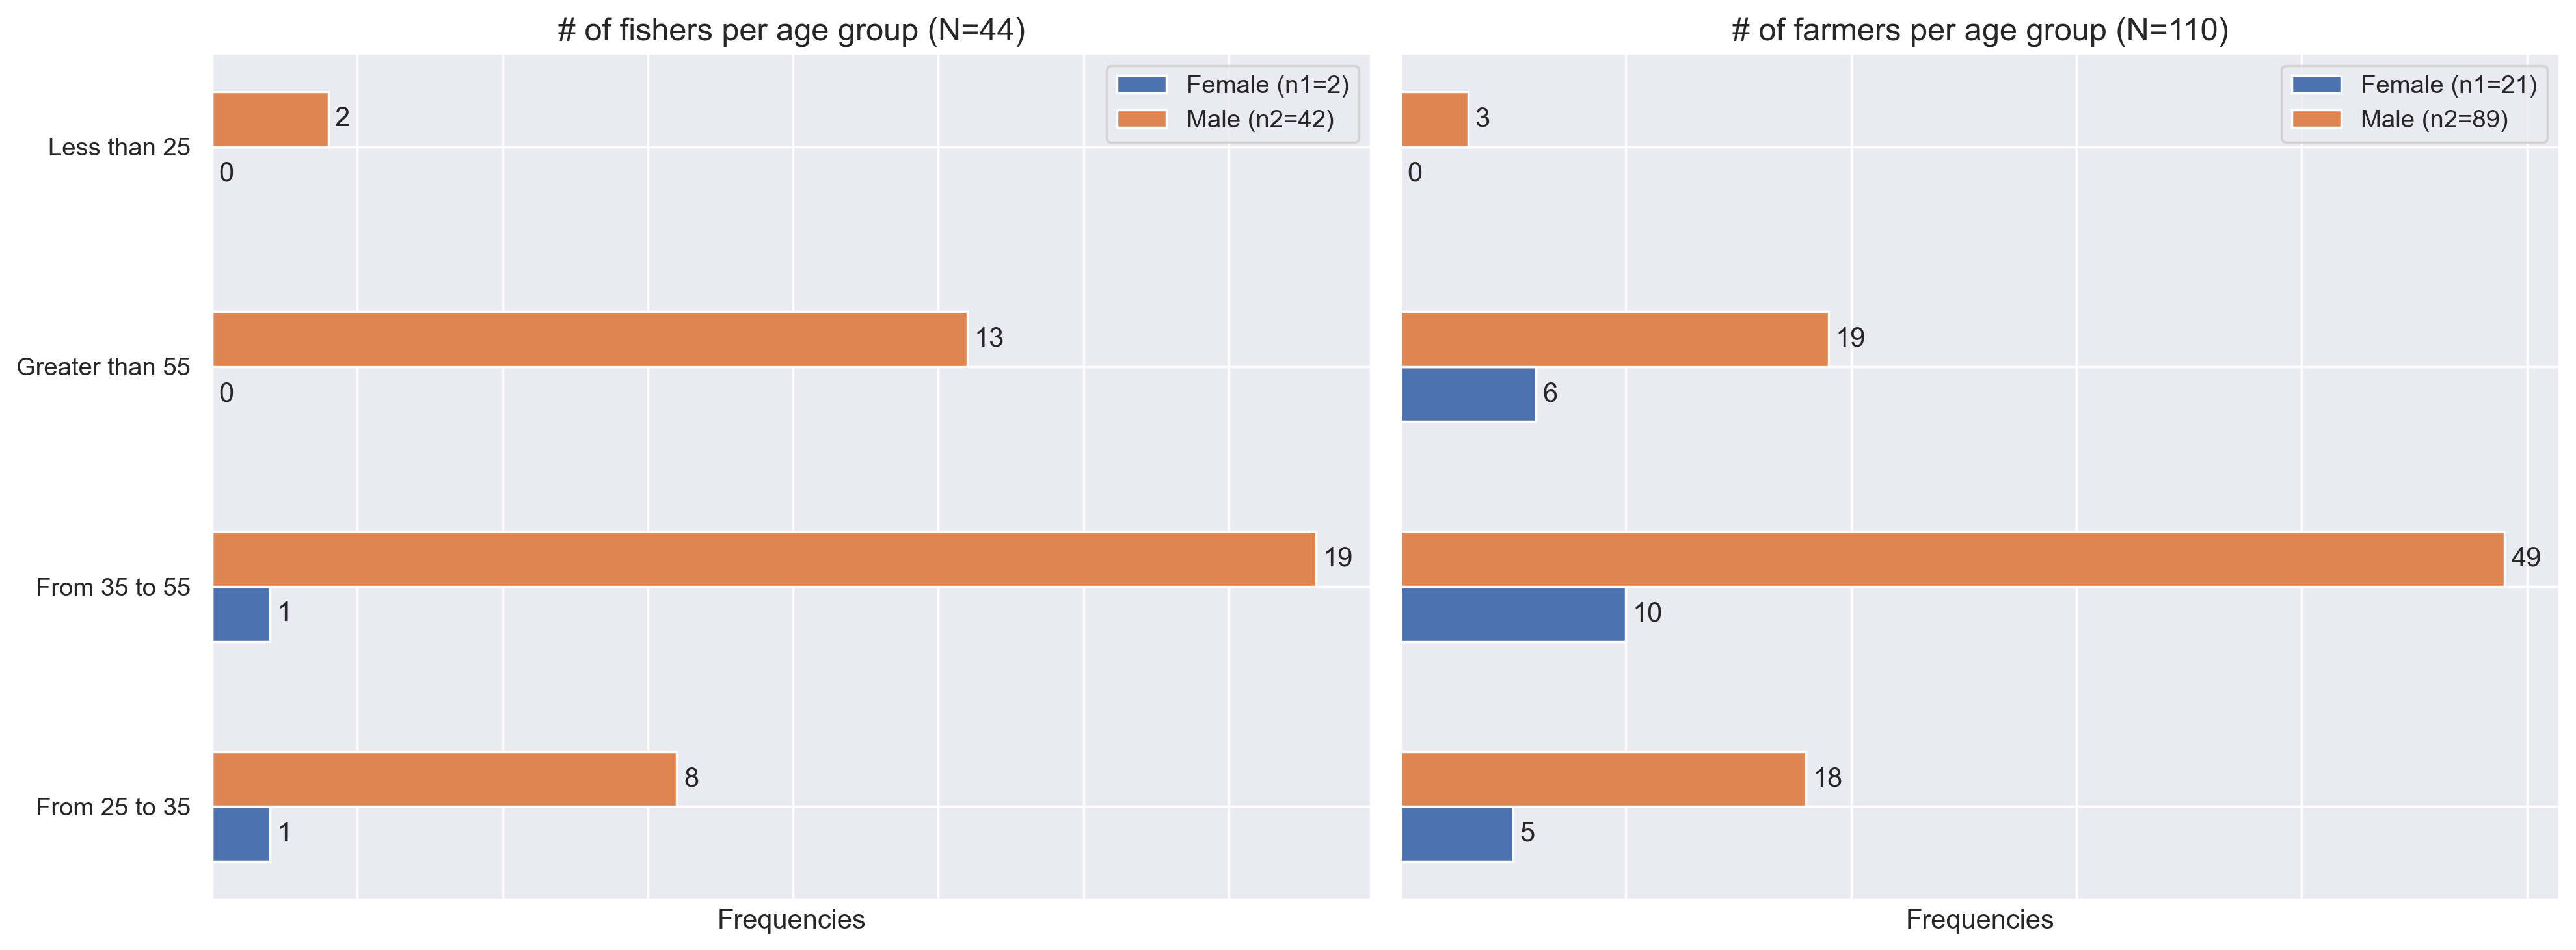 # of fishers per age group (N=44)
Female (n1=2)
Male (n2=42)
Less than 25
2
0
Greater than 55
13
0
From 35 to 55
19
1
From 25 to 35
8
1
Frequencies
# of farmers per age group (N=110)
Female (n1=21)
Male (n2=89)
3
0
19
6
49
10
18
5
Frequencies